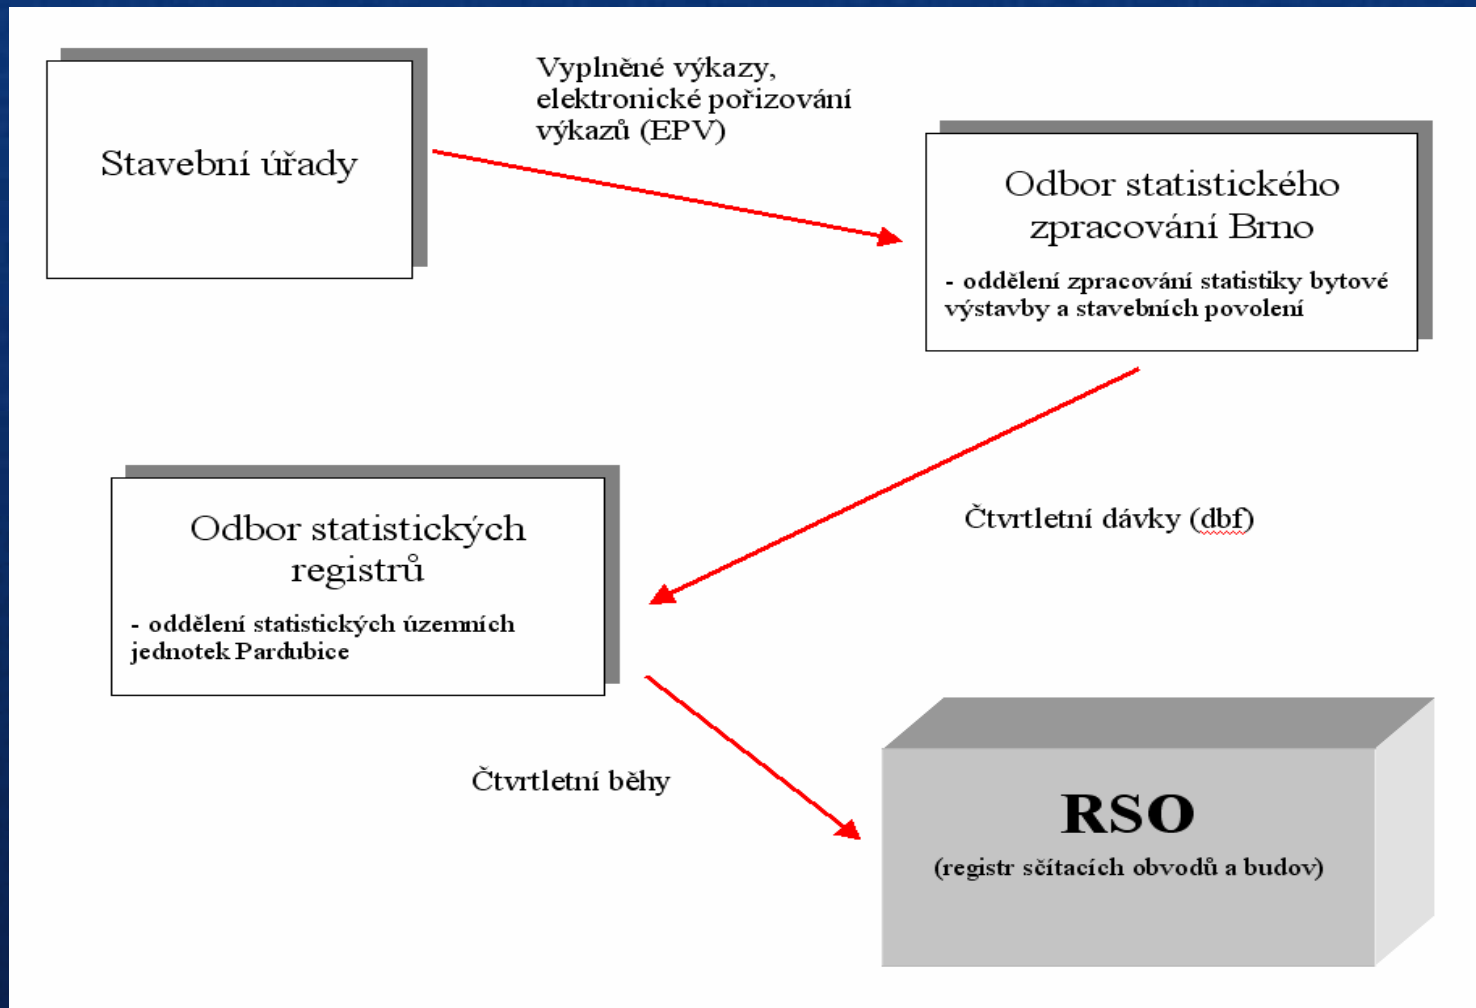 Vyplněné výkazy,
elektronické pořizování
výkazů (EPV)
Stavební úřady
Odbor statistického
zpracování Brno
- oddělení zpracování statistiky bytové
výstavby a stavebních povolení
Čtvrtletní dávky (dbf)
Odbor statistických
registrů
- oddělení statistických územních
jednotek Pardubice
Čtvrtletní běhy
RSO
(registr sčítacích obvodů a budov)